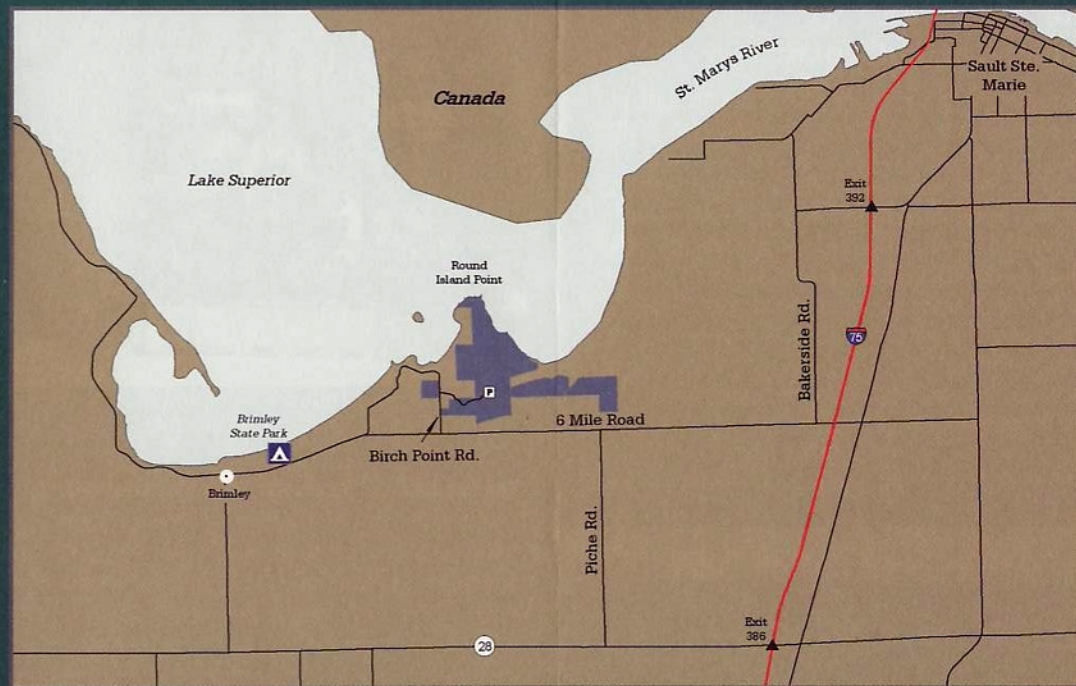 Canada
St. Marys River
Sault Ste.
Marie
Lake Superior
Exit
392
Round
Island Point
Bakerside Rd.
75
P
6 Mile Road
Brimley
State Park
Birch Point Rd.
Brimley
Piche Rd.
Exit
386
28